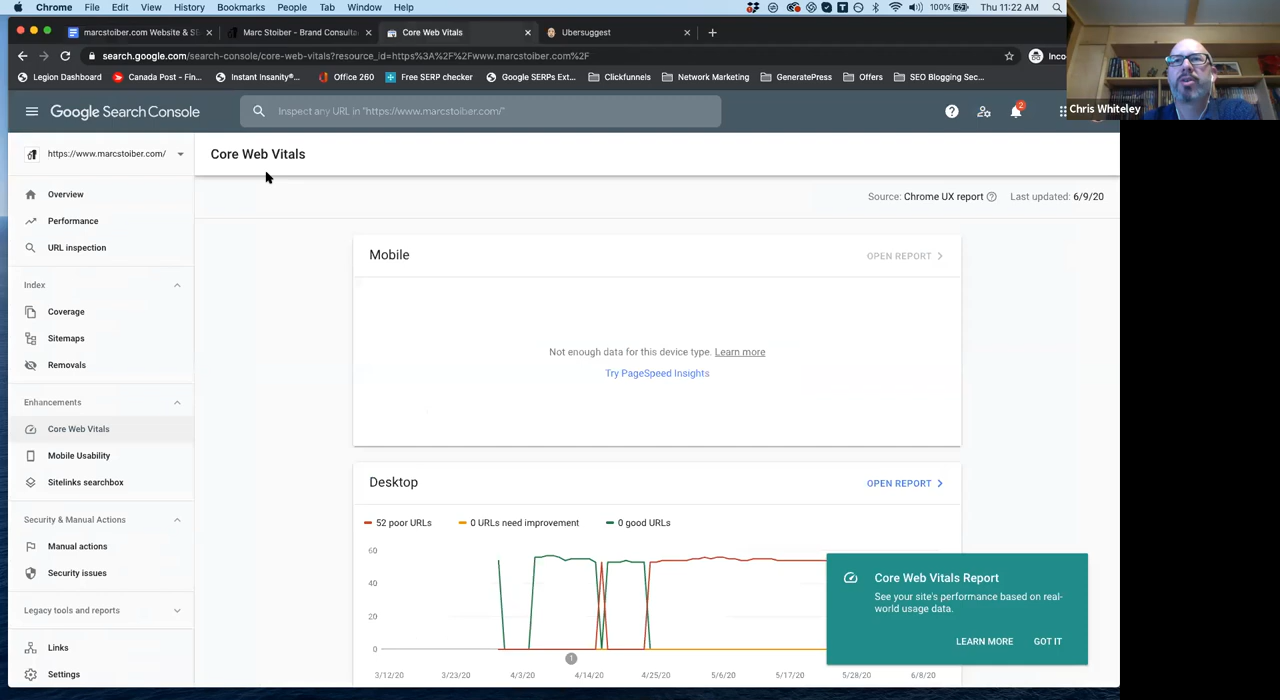 Chrome File Edit View History Bookmarks People Tab Window Help 100% Thu 11:22 AM
marcstoiber.com Website & SE Marc Stoiber - Brand Consulta Core Web Vitals Ubersuggest
search.google.com/search-console/core-web-vitals?resource_id=https%3A%2F%2Fwww.marcstoiber.com%2F Inco
Legion Dashboard Canada Post - Fin... Instant Insanity®... Office 260 Free SERP checker Google SERPs Ext... Clickfunnels Network Marketing GeneratePress Offers SEO Blogging Sec...
Chris Whiteley
Google Search Console Inspect any URL in "https://www.marcstoiber.com/" 2
https://www.marcstoiber.com/
Core Web Vitals
Source: Chrome UX report Last updated: 6/9/20
Overview
Performance
URL inspection
Index
Coverage
Sitemaps
Removals
Enhancements
Core Web Vitals
Mobile Usability
Sitelinks searchbox
Security & Manual Actions
Manual actions
Security issues
Legacy tools and reports
Links
Settings
Mobile OPEN REPORT
Not enough data for this device type. Learn more
Try PageSpeed Insights
Desktop OPEN REPORT
52 poor URLs 0 URLs need improvement 0 good URLs
60
40
20
0
1
3/12/20 3/23/20 4/3/20 4/14/20 4/25/20 5/6/20 5/17/20 5/28/20 6/8/20
Core Web Vitals Report
See your site's performance based on real-
world usage data.
LEARN MORE GOT IT